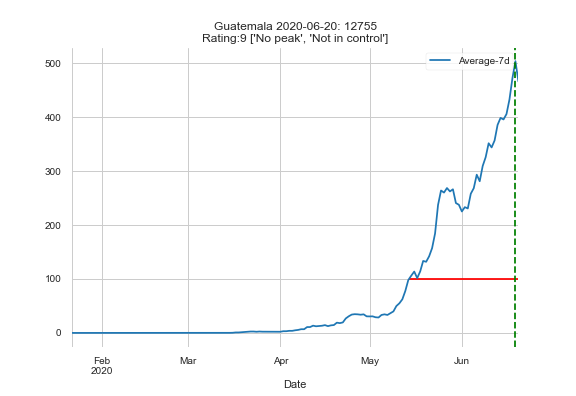 Guatemala 2020-06-20: 12755
Rating:9 ['No peak', 'Not in control']
Average-7d
500
400
300
200
100
0
Feb
2020
Mar
Apr
May
Jun
Date